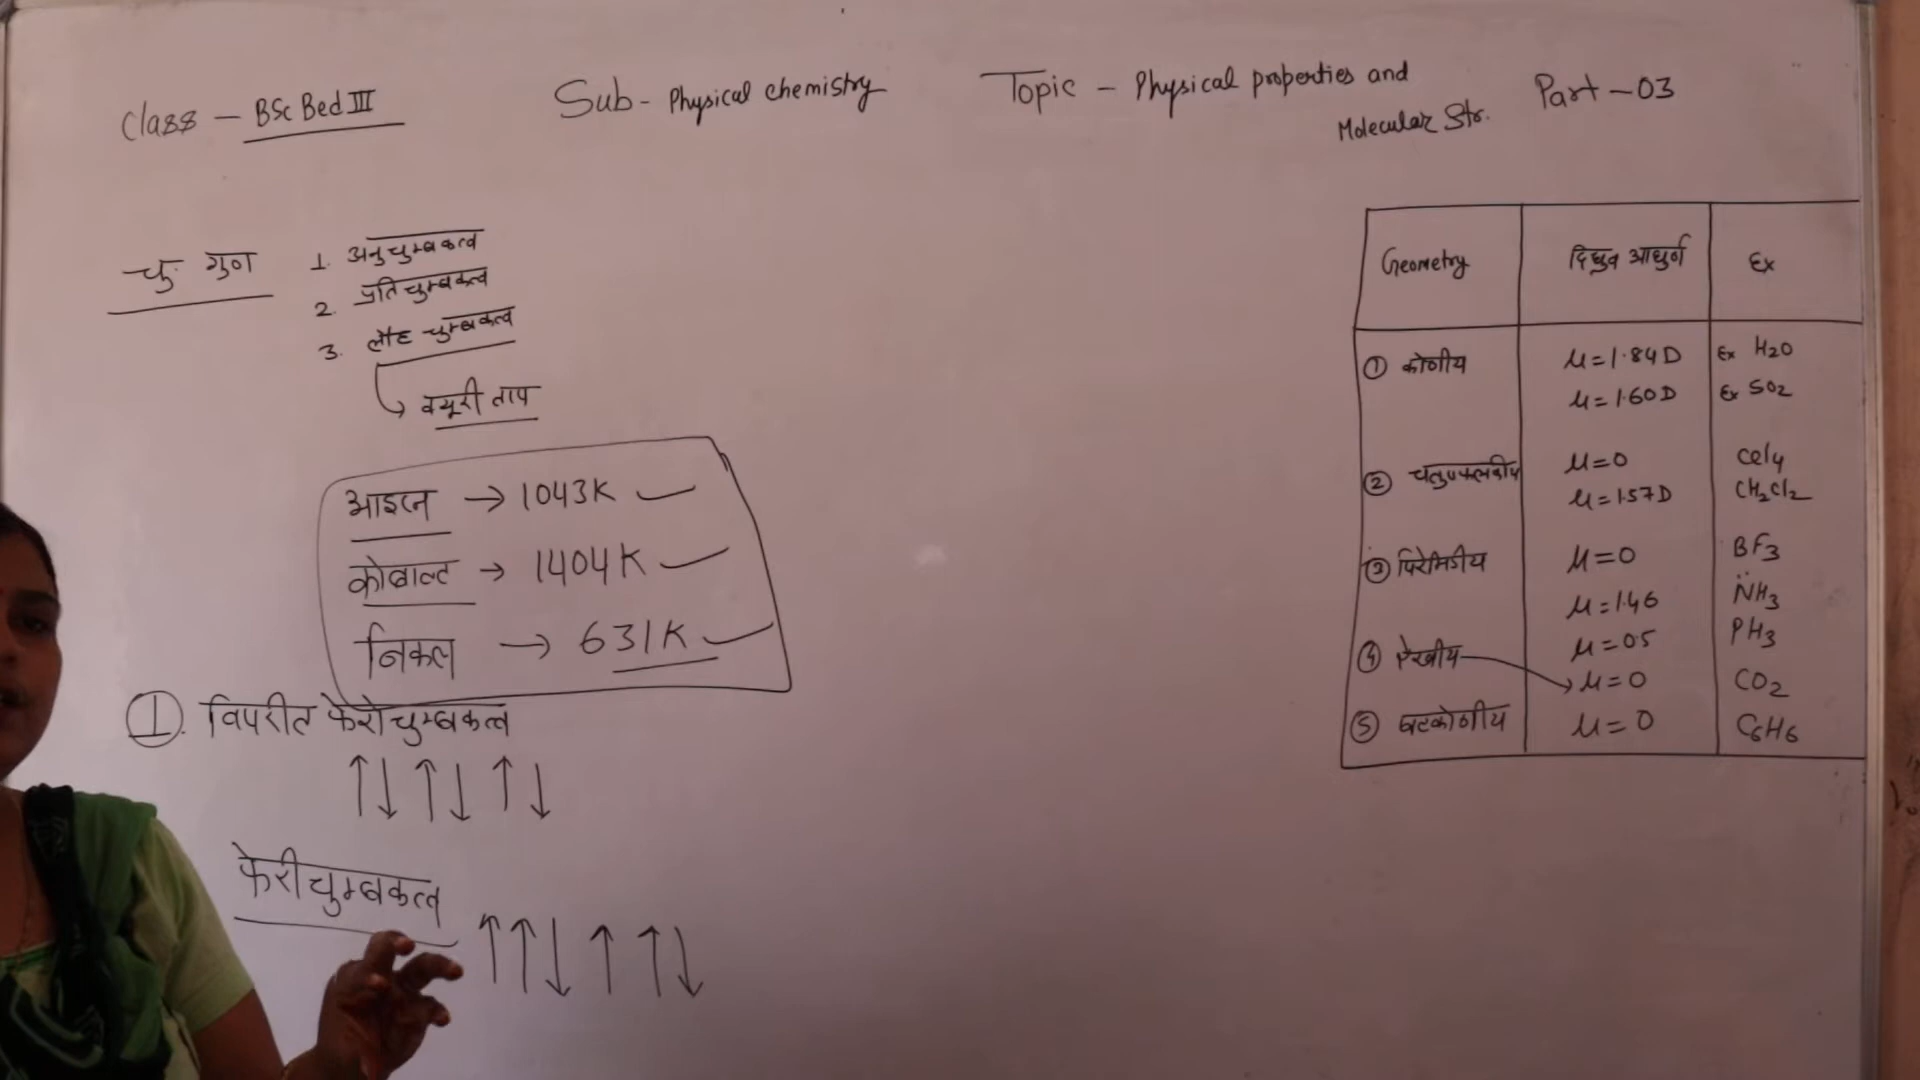 Class - BSc Bed III
Sub - Physical chemistry
Topic - Physical properties and
Molecular Str.
Part - 03
चु. गुण
1. अनुचुम्बकत्व
2. प्रतिचुम्बकत्व
3. लौह चुम्बकत्व
क्यूरी ताप
आइरन → 1043K
कोबाल्ट → 1404K
निकल → 631K
① विपरीत फेरोचुम्बकत्व
↑↓↑↓↑↓
फेरीचुम्बकत्व
↑↑↓↑↑↓
Geometry द्विध्रुव आघुर्ण Ex
① कोणीय μ=1.84D Ex H2O
μ=1.60D Ex SO2
② चतुष्फलकीय μ=0 CCl4
μ=1.57D CH2Cl2
③ पिरेमिडीय μ=0 BF3
μ=1.46 NH3
μ=0.5 PH3
④ रेखीय → μ=0 CO2
⑤ षटकोणीय μ=0 C6H6